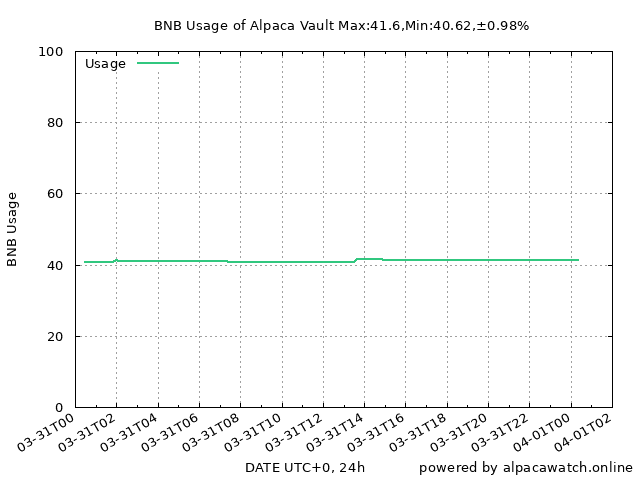 BNB Usage of Alpaca Vault Max:41.6,Min:40.62,±0.98%
100
Usage
80
60
BNB Usage
40
20
0
03-31T00
03-31T02
03-31T04
03-31T06
03-31T08
03-31T10
03-31T12
03-31T14
03-31T16
03-31T18
03-31T20
03-31T22
04-01T00
04-01T02
DATE UTC+0, 24h
powered by alpacawatch.online